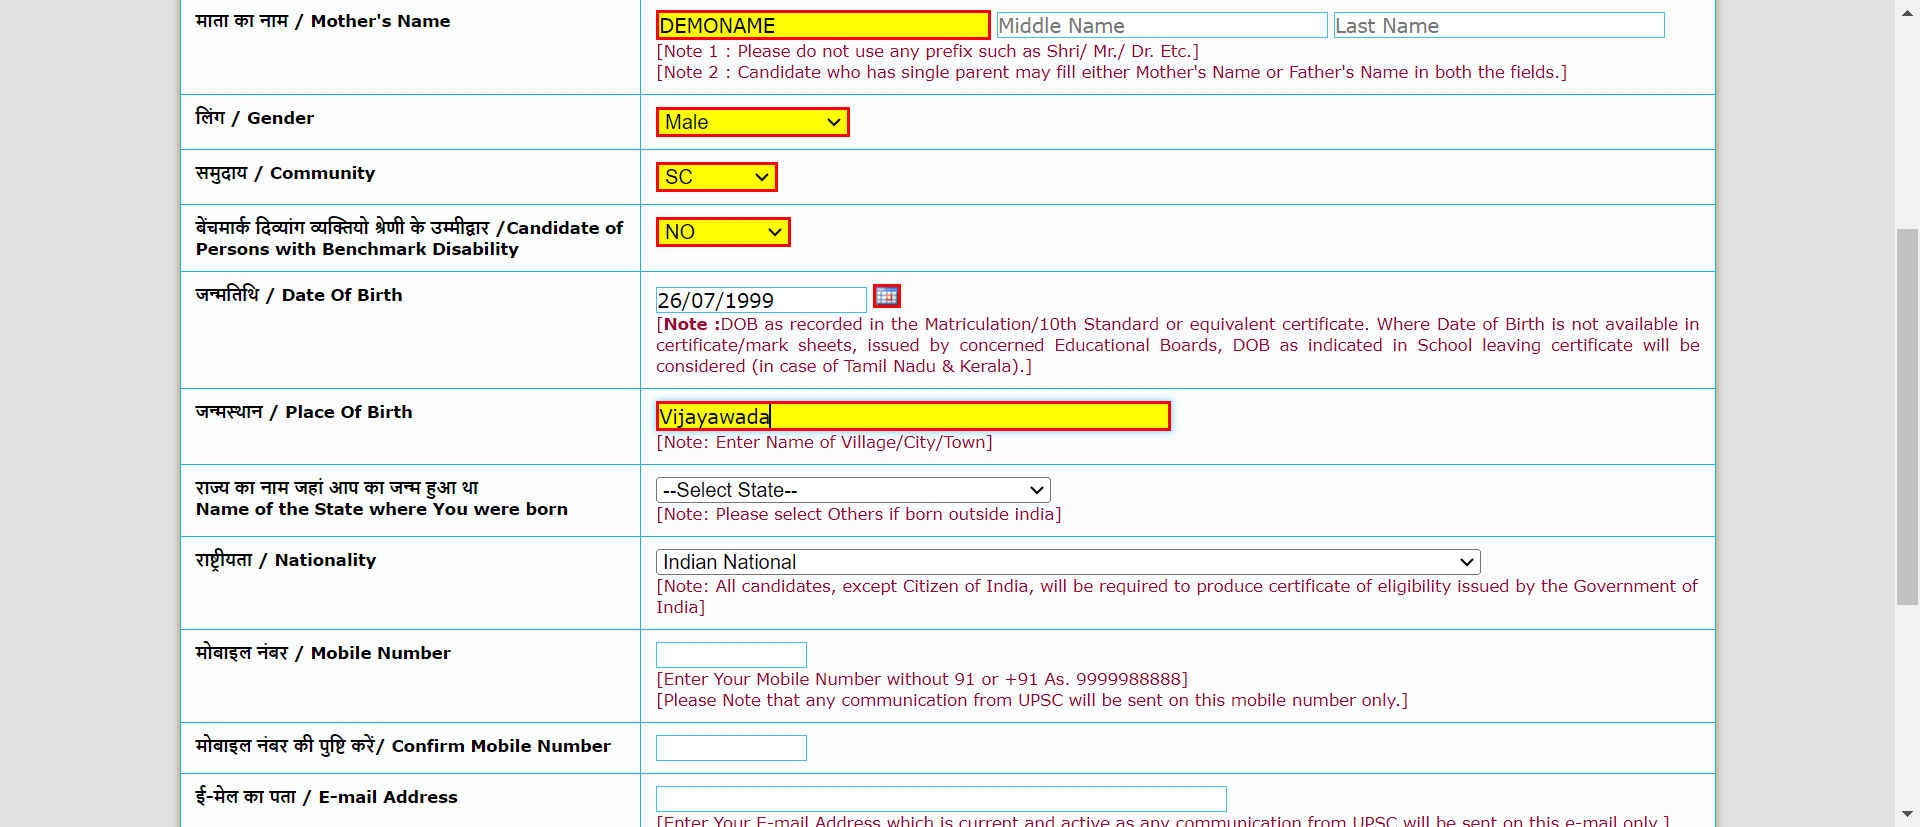 माता का नाम / Mother's Name
DEMONAME Middle Name Last Name
[Note 1 : Please do not use any prefix such as Shri/ Mr./ Dr. Etc.]
[Note 2 : Candidate who has single parent may fill either Mother's Name or Father's Name in both the fields.]
लिंग / Gender
Male
समुदाय / Community
SC
बेंचमार्क दिव्यांग व्यक्तियो श्रेणी के उम्मीद्वार /Candidate of
Persons with Benchmark Disability
NO
जन्मतिथि / Date Of Birth
26/07/1999
[Note :DOB as recorded in the Matriculation/10th Standard or equivalent certificate. Where Date of Birth is not available in
certificate/mark sheets, issued by concerned Educational Boards, DOB as indicated in School leaving certificate will be
considered (in case of Tamil Nadu & Kerala).]
जन्मस्थान / Place Of Birth
Vijayawada
[Note: Enter Name of Village/City/Town]
राज्य का नाम जहां आप का जन्म हुआ था
Name of the State where You were born
--Select State--
[Note: Please select Others if born outside india]
राष्ट्रीयता / Nationality
Indian National
[Note: All candidates, except Citizen of India, will be required to produce certificate of eligibility issued by the Government of
India]
मोबाइल नंबर / Mobile Number
[Enter Your Mobile Number without 91 or +91 As. 9999988888]
[Please Note that any communication from UPSC will be sent on this mobile number only.]
मोबाइल नंबर की पुष्टि करें/ Confirm Mobile Number
ई-मेल का पता / E-mail Address
[Enter Your E-mail Address which is current and active as any communication from UPSC will be sent on this e-mail only.]